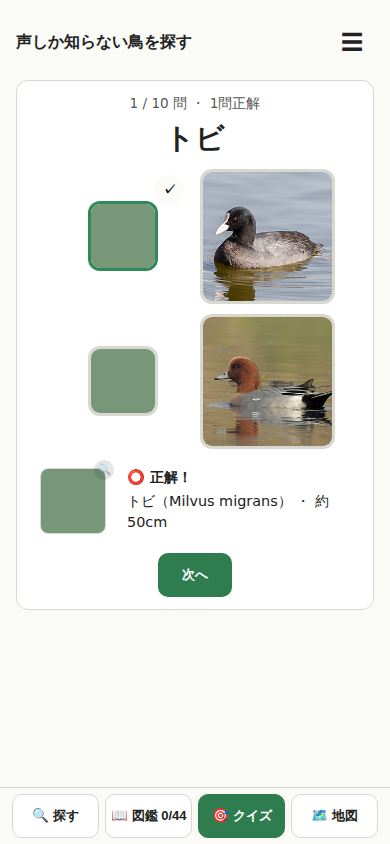 声しか知らない鳥を探す
1 / 10 問 ・ 1問正解
トビ
✓
⭕ 正解！
トビ（Milvus migrans） ・ 約
50cm
次へ
🔍 探す
📖 図鑑 0/44
🎯 クイズ
🗺️ 地図